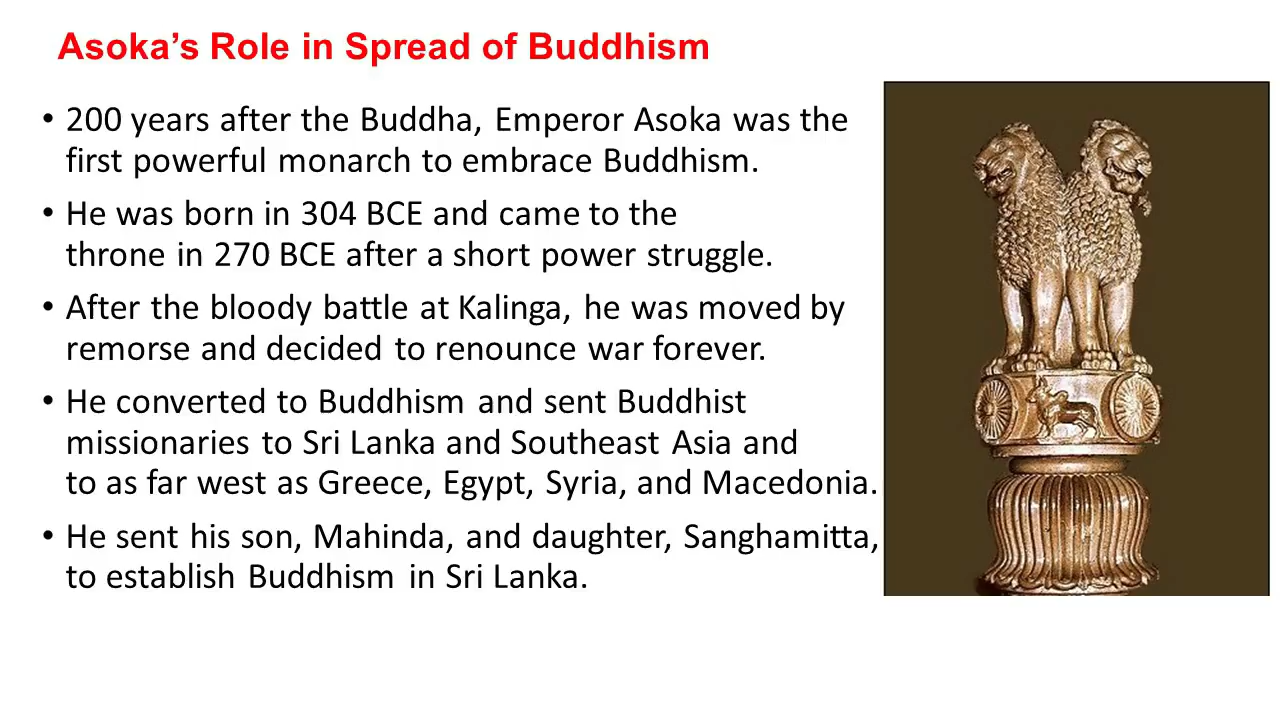 Asoka’s Role in Spread of Buddhism
• 200 years after the Buddha, Emperor Asoka was the
first powerful monarch to embrace Buddhism.
• He was born in 304 BCE and came to the
throne in 270 BCE after a short power struggle.
• After the bloody battle at Kalinga, he was moved by
remorse and decided to renounce war forever.
• He converted to Buddhism and sent Buddhist
missionaries to Sri Lanka and Southeast Asia and
to as far west as Greece, Egypt, Syria, and Macedonia.
• He sent his son, Mahinda, and daughter, Sanghamitta,
to establish Buddhism in Sri Lanka.